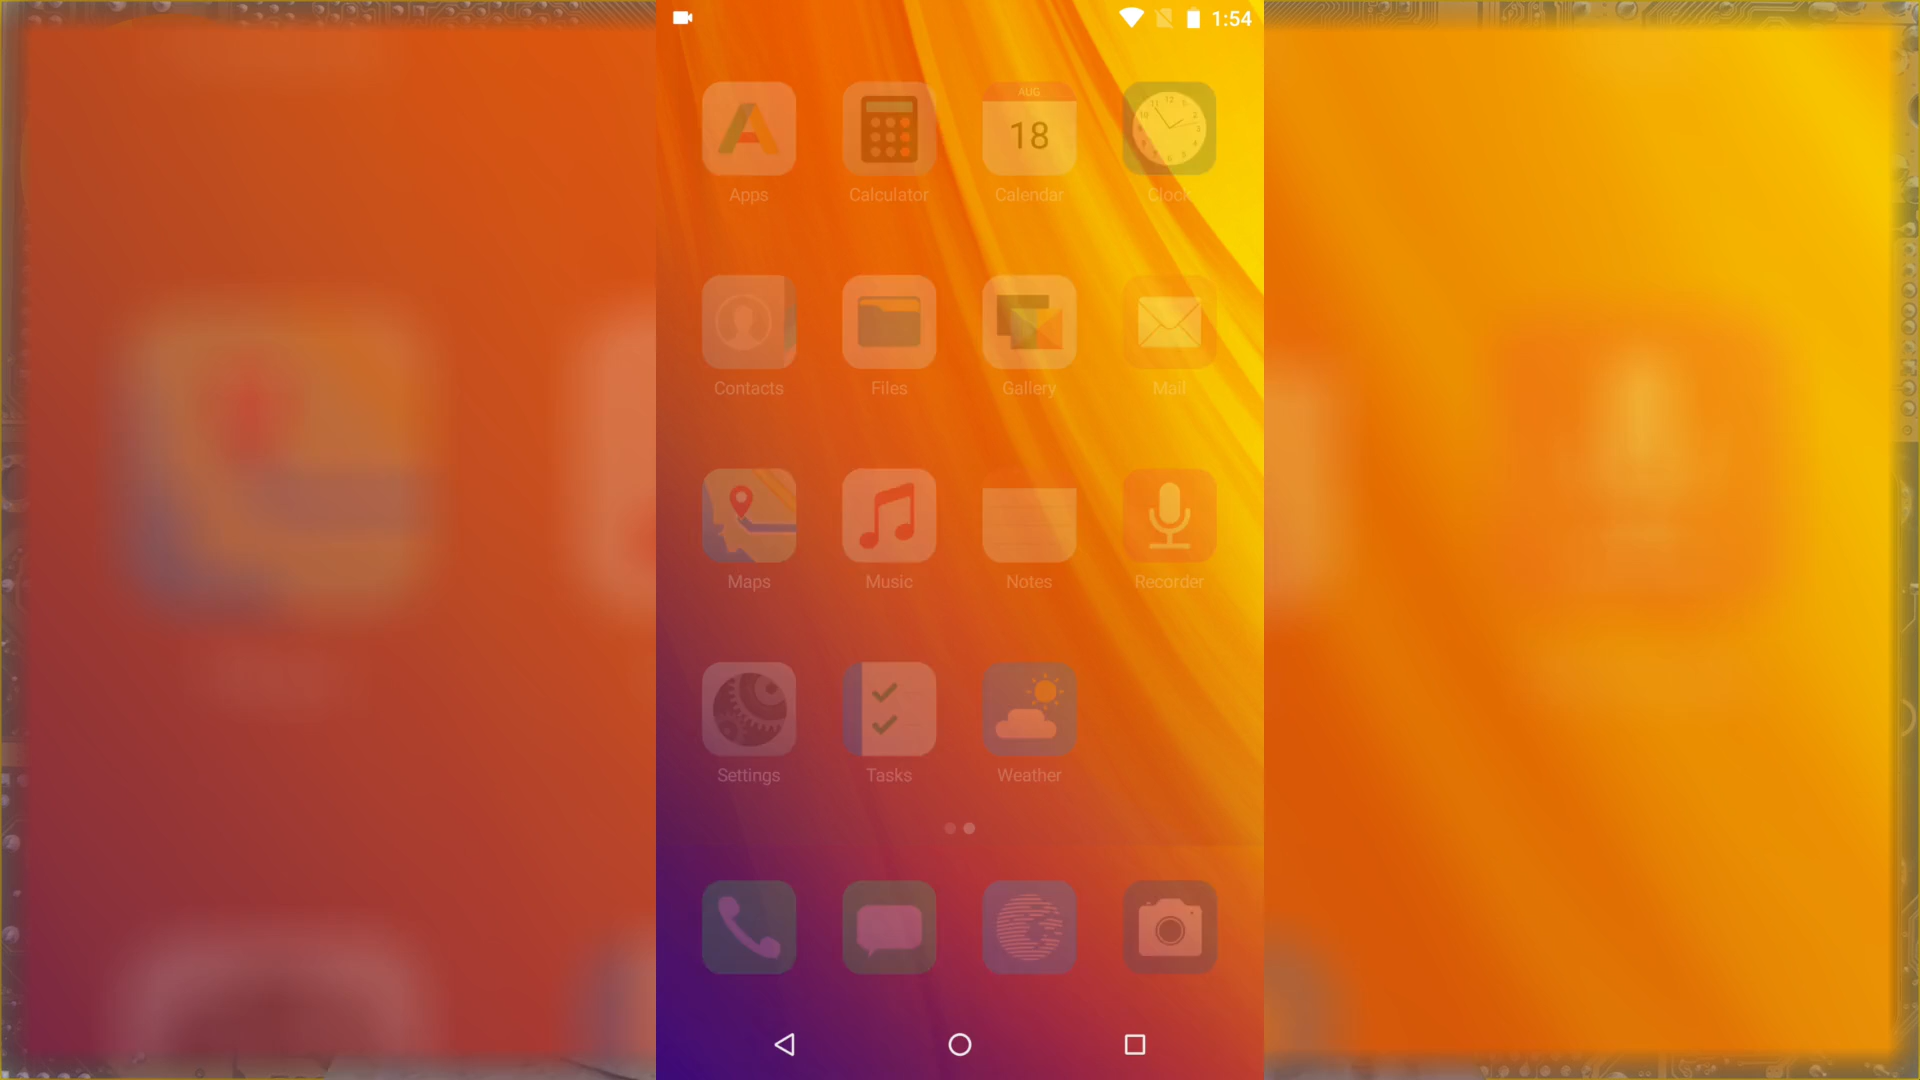 1:54
AUG
18
Apps Calculator Calendar Clock
Contacts Files Gallery Mail
Maps Music Notes Recorder
Settings Tasks Weather